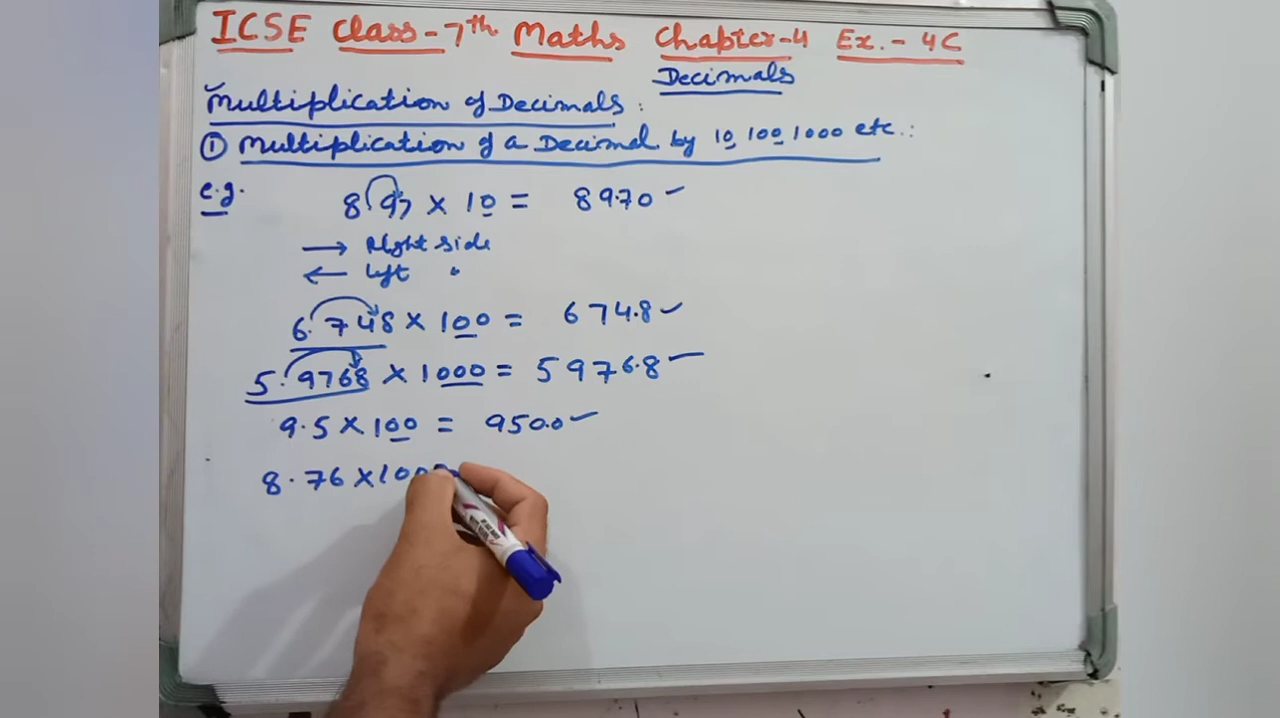 ICSE Class-7th Maths Chapter-4 Ex.- 4C
Decimals
Multiplication of Decimals :
① Multiplication of a Decimal by 10 100 1000 etc.:
e.g.
8.97 × 10 = 89.70
→ Right side
← left "
6.748 × 100 = 674.8
5.9768 × 1000 = 5976.8
9.5 × 100 = 950.0
8.76 × 1000